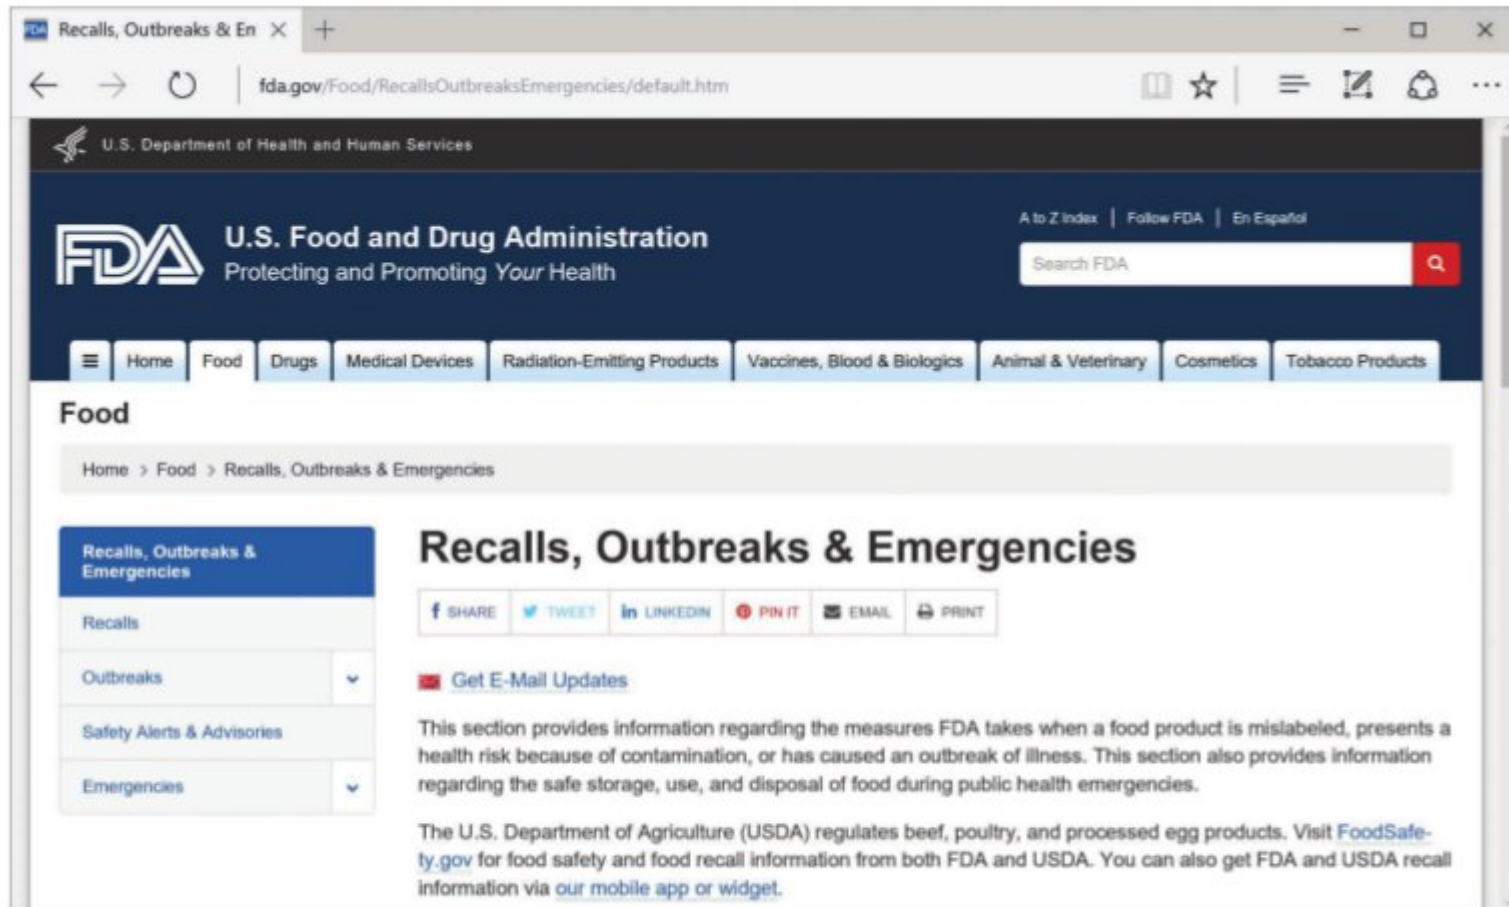 Recalls, Outbreaks & En
fda.gov/Food/RecallsOutbreaksEmergencies/default.htm
U.S. Department of Health and Human Services
A to Z Index | Follow FDA | En Español
FDA U.S. Food and Drug Administration
Protecting and Promoting Your Health
Search FDA
Home Food Drugs Medical Devices Radiation-Emitting Products Vaccines, Blood & Biologics Animal & Veterinary Cosmetics Tobacco Products
Food
Home > Food > Recalls, Outbreaks & Emergencies
Recalls, Outbreaks &
Emergencies
Recalls
Outbreaks
Safety Alerts & Advisories
Emergencies
Recalls, Outbreaks & Emergencies
f SHARE TWEET in LINKEDIN PIN IT EMAIL PRINT
Get E-Mail Updates
This section provides information regarding the measures FDA takes when a food product is mislabeled, presents a
health risk because of contamination, or has caused an outbreak of illness. This section also provides information
regarding the safe storage, use, and disposal of food during public health emergencies.
The U.S. Department of Agriculture (USDA) regulates beef, poultry, and processed egg products. Visit FoodSafe-
ty.gov for food safety and food recall information from both FDA and USDA. You can also get FDA and USDA recall
information via our mobile app or widget.